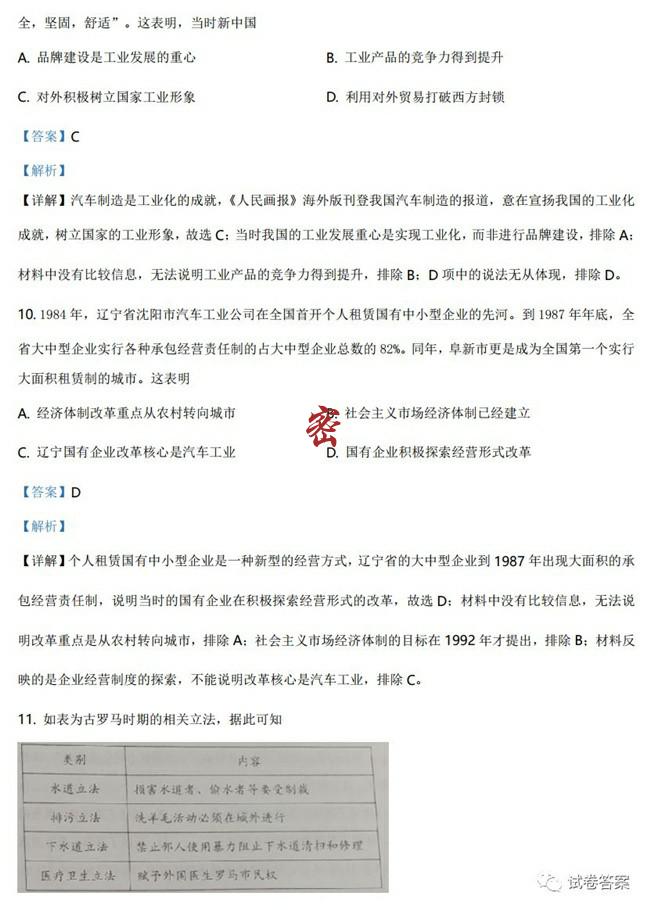 全，坚固，舒适”。这表明，当时新中国
A. 品牌建设是工业发展的重心 B. 工业产品的竞争力得到提升
C. 对外积极树立国家工业形象 D. 利用对外贸易打破西方封锁
【答案】C
【解析】
【详解】汽车制造是工业化的成就，《人民画报》海外版刊登我国汽车制造的报道，意在宣扬我国的工业化
成就，树立国家的工业形象，故选 C；当时我国的工业发展重心是实现工业化，而非进行品牌建设，排除 A；
材料中没有比较信息，无法说明工业产品的竞争力得到提升，排除 B；D 项中的说法无从体现，排除 D。
10. 1984 年，辽宁省沈阳市汽车工业公司在全国首开个人租赁国有中小型企业的先河。到 1987 年年底，全
省大中型企业实行各种承包经营责任制的占大中型企业总数的 82%。同年，阜新市更是成为全国第一个实行
大面积租赁制的城市。这表明
A. 经济体制改革重点从农村转向城市 B. 社会主义市场经济体制已经建立
密
C. 辽宁国有企业改革核心是汽车工业 D. 国有企业积极探索经营形式改革
【答案】D
【解析】
【详解】个人租赁国有中小型企业是一种新型的经营方式，辽宁省的大中型企业到 1987 年出现大面积的承
包经营责任制，说明当时的国有企业在积极探索经营形式的改革，故选 D；材料中没有比较信息，无法说
明改革重点是从农村转向城市，排除 A；社会主义市场经济体制的目标在 1992 年才提出，排除 B；材料反
映的是企业经营制度的探索，不能说明改革核心是汽车工业，排除 C。
11. 如表为古罗马时期的相关立法，据此可知
类别 内容
水道立法 损害水道者、偷水者等要受制裁
排污立法 洗羊毛活动必须在城外进行
下水道立法 禁止邻人使用暴力阻止下水道清扫和修理
医疗卫生立法 赋予外国医生罗马市民权
试卷答案